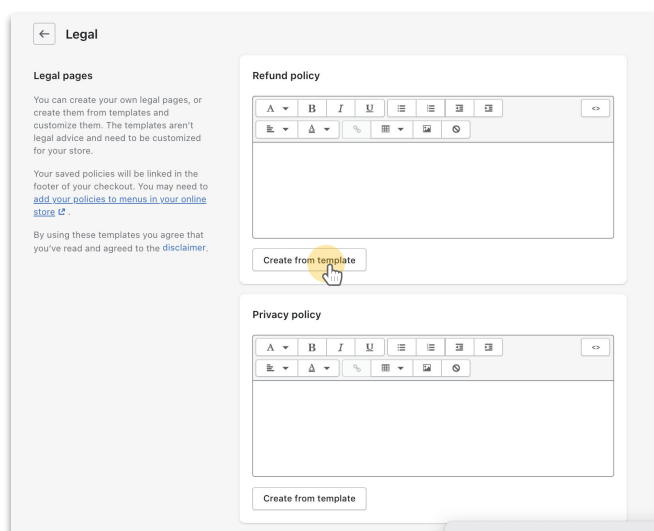 Legal
Legal pages
You can create your own legal pages, or
create them from templates and
customize them. The templates aren't
legal advice and need to be customized
for your store.
Your saved policies will be linked in the
footer of your checkout. You may need to
add your policies to menus in your online
store .
By using these templates you agree that
you've read and agreed to the disclaimer.
Refund policy
A B I U <>
A
Create from template
Privacy policy
A B I U <>
A
Create from template